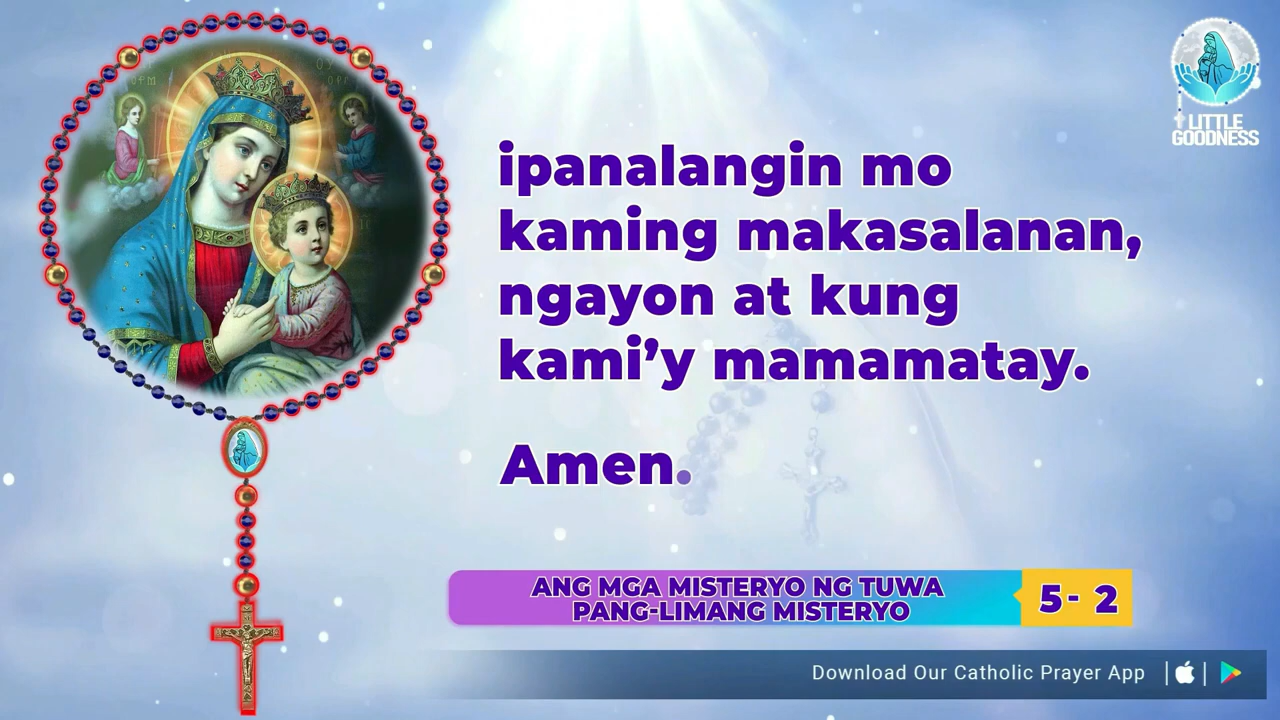 LITTLE
GOODNESS
ipanalangin mo
kaming makasalanan,
ngayon at kung
kami’y mamamatay.
Amen.
ANG MGA MISTERYO NG TUWA
PANG-LIMANG MISTERYO
5- 2
Download Our Catholic Prayer App